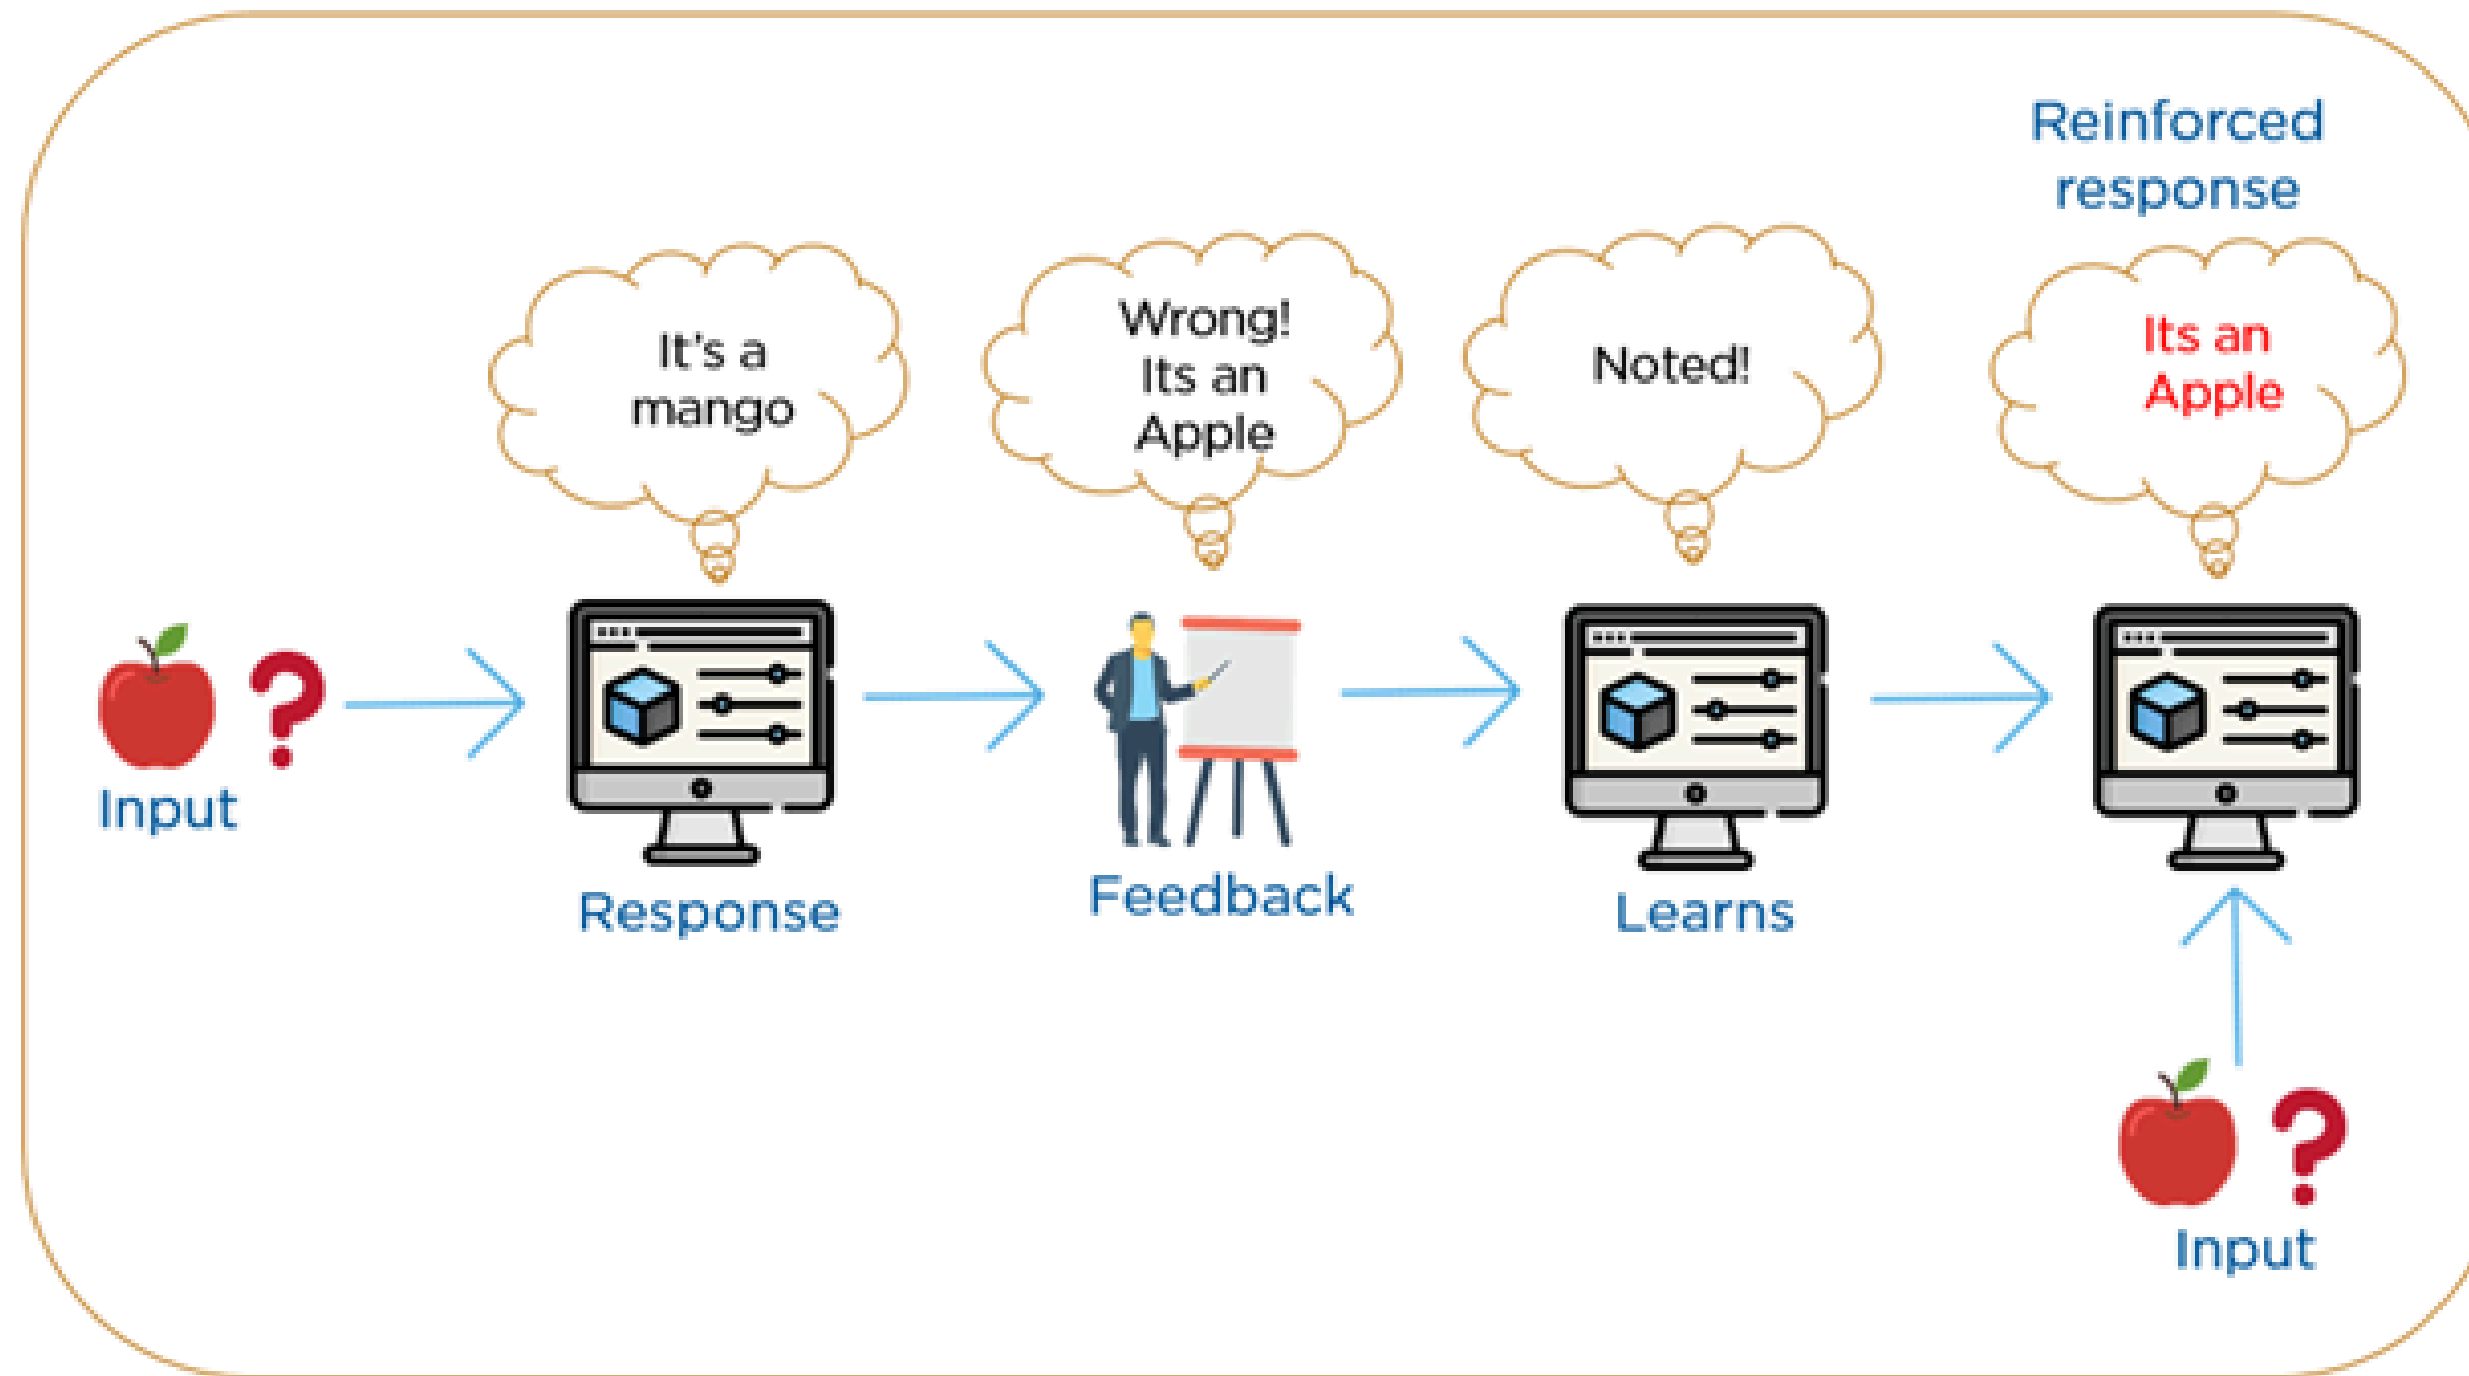 Reinforced
response
It's a
mango
Wrong!
Its an
Apple
Noted!
Its an
Apple
?
Input
Response
Feedback
Learns
?
Input